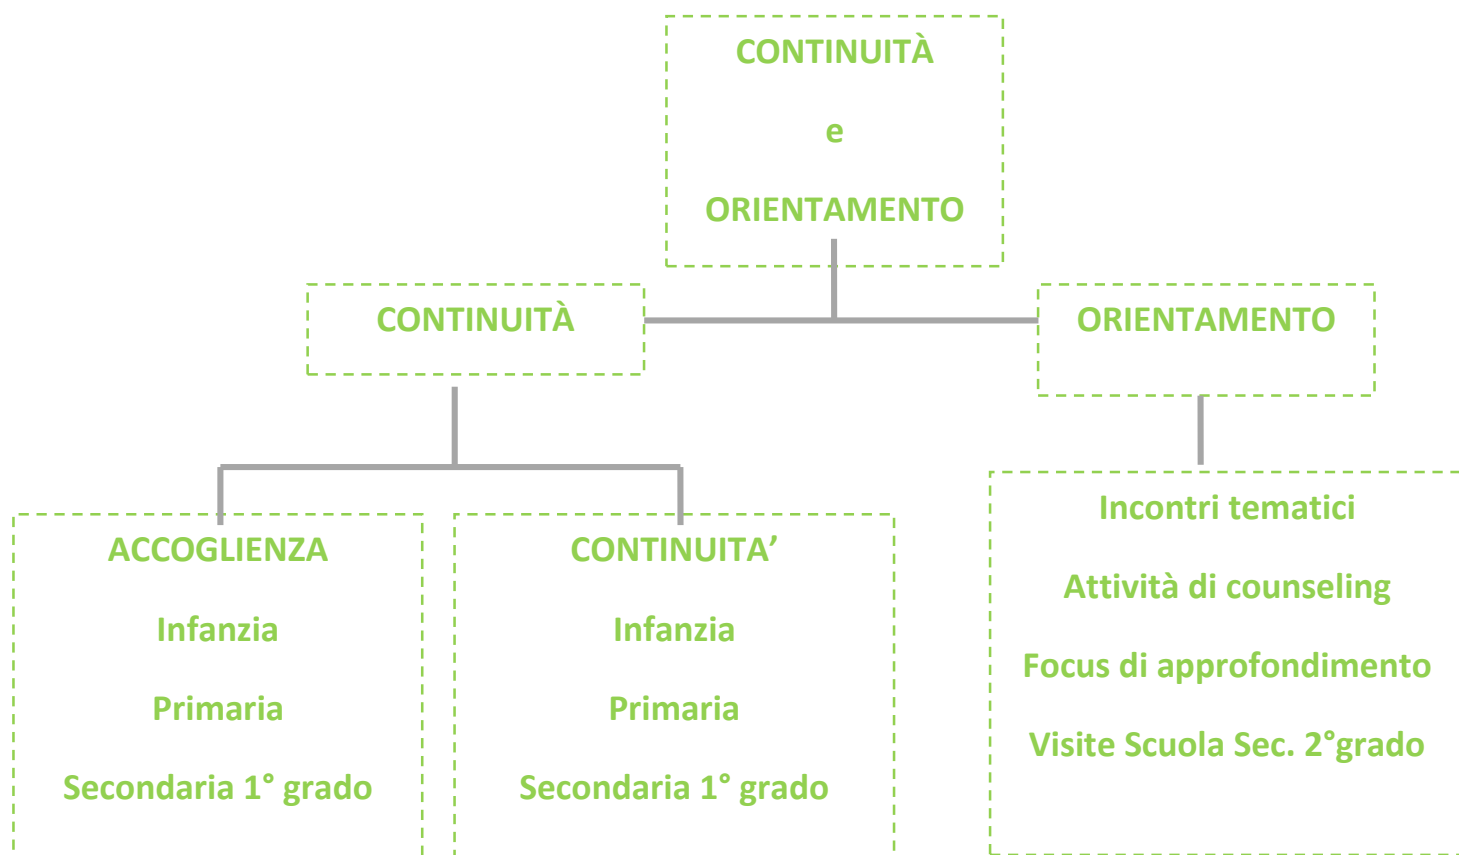 CONTINUITÀ
e
ORIENTAMENTO
CONTINUITÀ
ORIENTAMENTO
ACCOGLIENZA
Infanzia
Primaria
Secondaria 1° grado
CONTINUITA’
Infanzia
Primaria
Secondaria 1° grado
Incontri tematici
Attività di counseling
Focus di approfondimento
Visite Scuola Sec. 2°grado